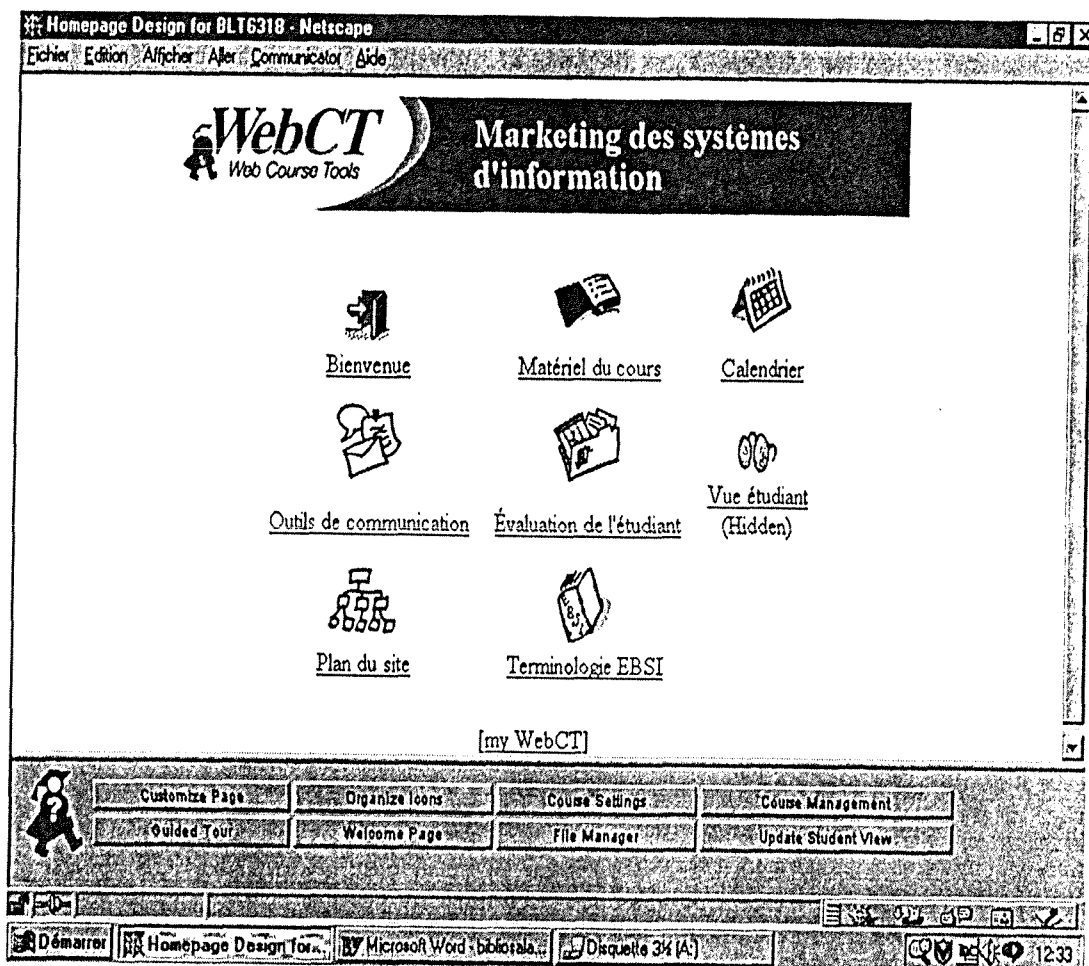 Homepage Design for BLT6318 - Netscape
Fichier Edition Afficher Aller Communicator Aide
WebCT
Web Course Tools
Marketing des systèmes
d'information
Bienvenue
Matériel du cours
Calendrier
Outils de communication
Évaluation de l'étudiant
Vue étudiant
(Hidden)
Plan du site
Terminologie EBSI
[my WebCT]
Customize Page
Organize Icons
Course Settings
Course Management
Guided Tour
Welcome Page
File Manager
Update Student View
Démarrer
Homepage Design for...
Microsoft Word - bibliosala...
Disquette 3½ (A:)
12:33